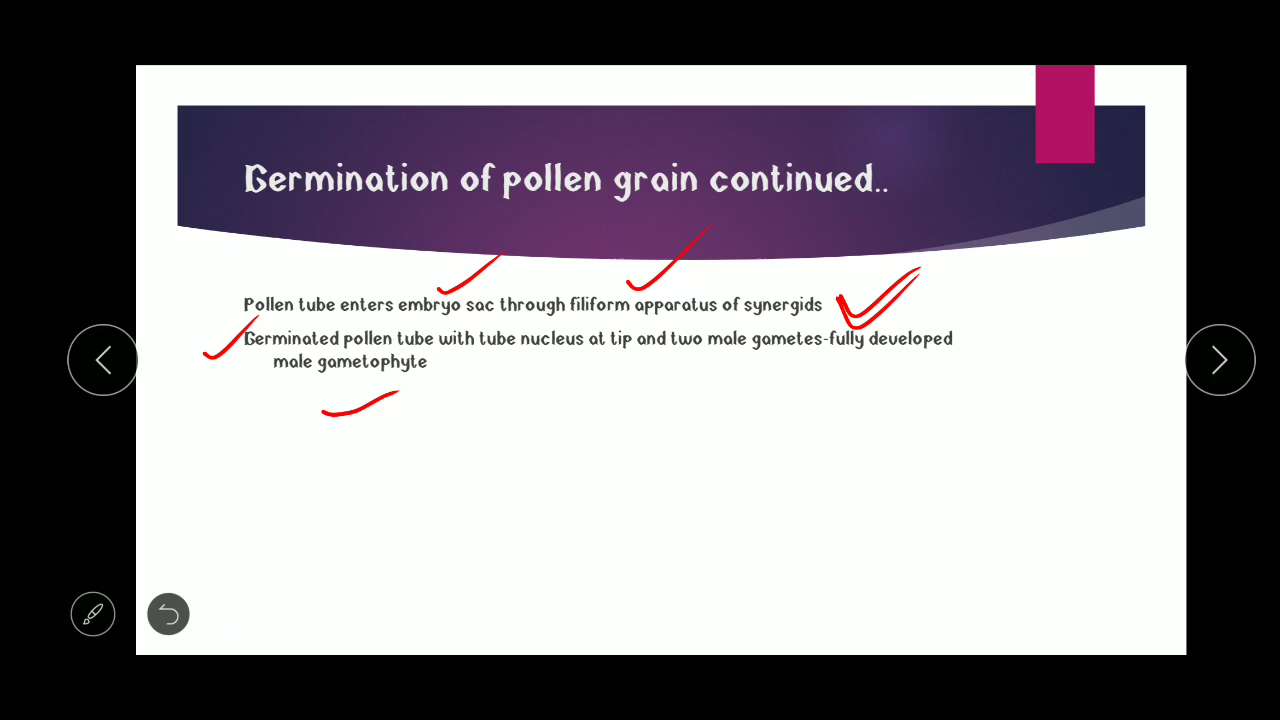 Germination of pollen grain continued..
Pollen tube enters embryo sac through filiform apparatus of synergids
Germinated pollen tube with tube nucleus at tip and two male gametes-fully developed
male gametophyte